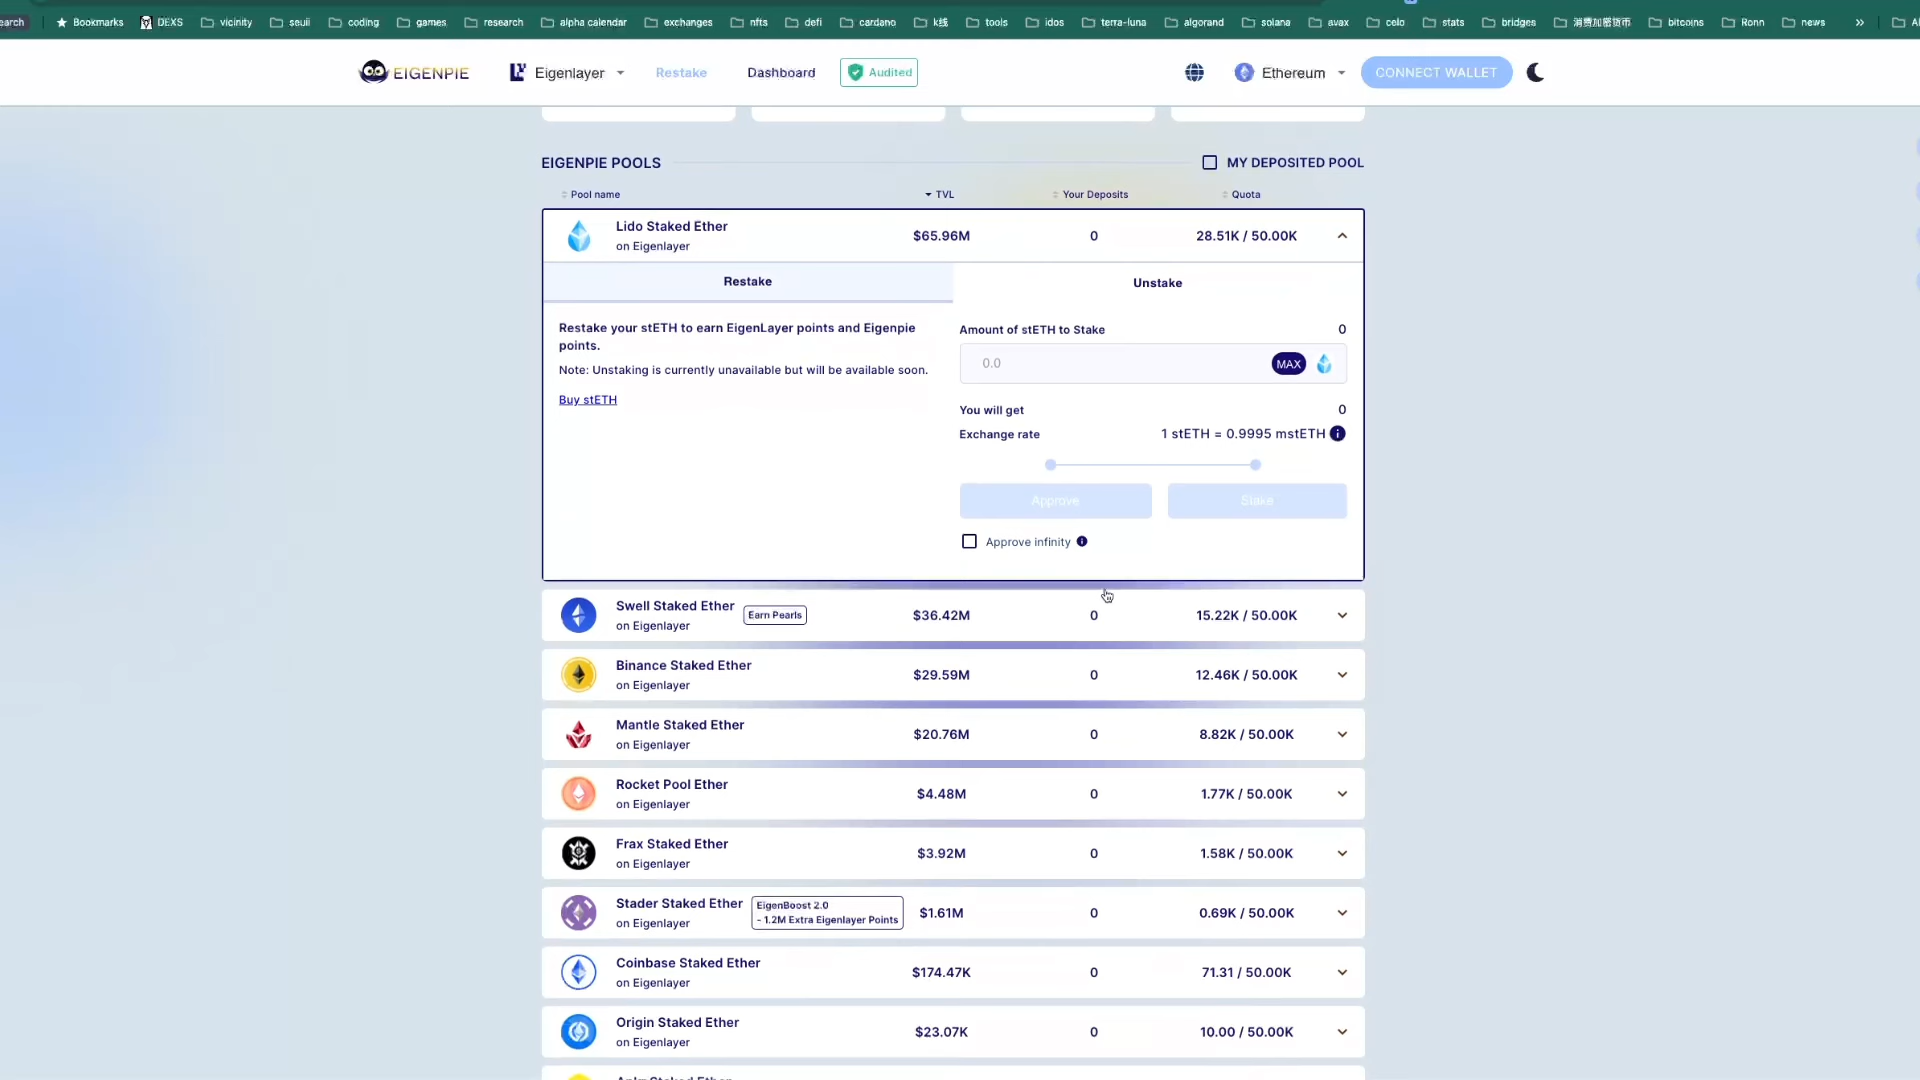 earch Bookmarks DEXS vicinity seuii coding games research alpha calendar exchanges nfts defi cardano k线 tools idos terra-luna algorand solana avax celo stats bridges 消费加密货币 bitcoins Ronn news » Al
EIGENPIE Eigenlayer Restake Dashboard Audited Ethereum CONNECT WALLET
EIGENPIE POOLS MY DEPOSITED POOL
Pool name TVL Your Deposits Quota
Lido Staked Ether
on Eigenlayer
$65.96M 0 28.51K / 50.00K
Restake Unstake
Restake your stETH to earn EigenLayer points and Eigenpie
points.
Note: Unstaking is currently unavailable but will be available soon.
Buy stETH
Amount of stETH to Stake 0
0.0 MAX
You will get 0
Exchange rate 1 stETH = 0.9995 mstETH
Approve Stake
Approve infinity
Swell Staked Ether Earn Pearls
on Eigenlayer
$36.42M 0 15.22K / 50.00K
Binance Staked Ether
on Eigenlayer
$29.59M 0 12.46K / 50.00K
Mantle Staked Ether
on Eigenlayer
$20.76M 0 8.82K / 50.00K
Rocket Pool Ether
on Eigenlayer
$4.48M 0 1.77K / 50.00K
Frax Staked Ether
on Eigenlayer
$3.92M 0 1.58K / 50.00K
Stader Staked Ether
on Eigenlayer
EigenBoost 2.0
- 1.2M Extra Eigenlayer Points
$1.61M 0 0.69K / 50.00K
Coinbase Staked Ether
on Eigenlayer
$174.47K 0 71.31 / 50.00K
Origin Staked Ether
on Eigenlayer
$23.07K 0 10.00 / 50.00K